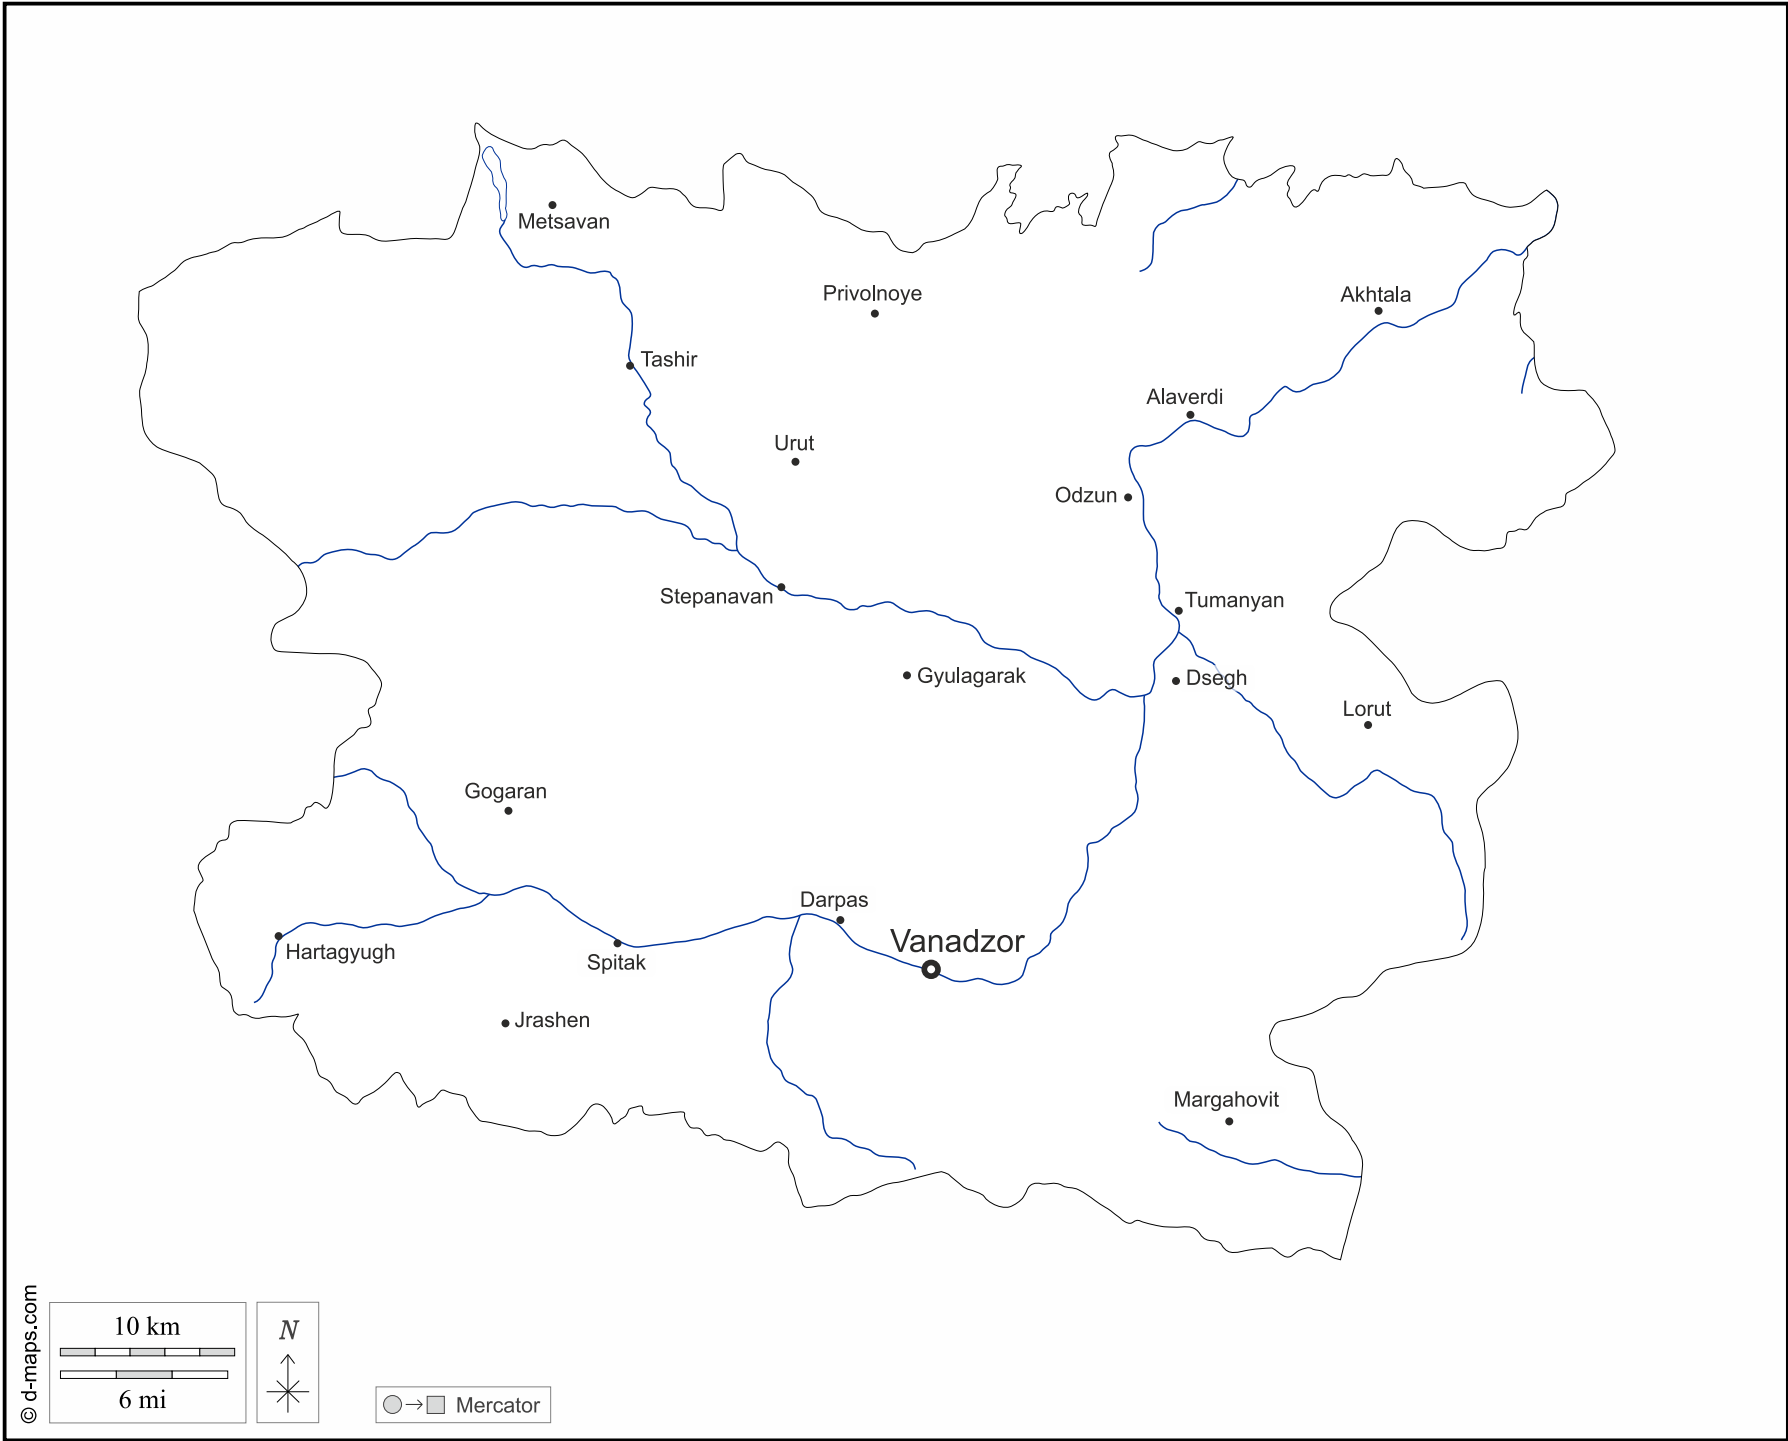 Metsavan
Privolnoye
Akhtala
Tashir
Alaverdi
Urut
Odzun
Stepanavan
Tumanyan
Gyulagarak
Dsegh
Lorut
Gogaran
Darpas
Vanadzor
Hartagyugh
Spitak
Jrashen
Margahovit
© d-maps.com
10 km
6 mi
N
Mercator